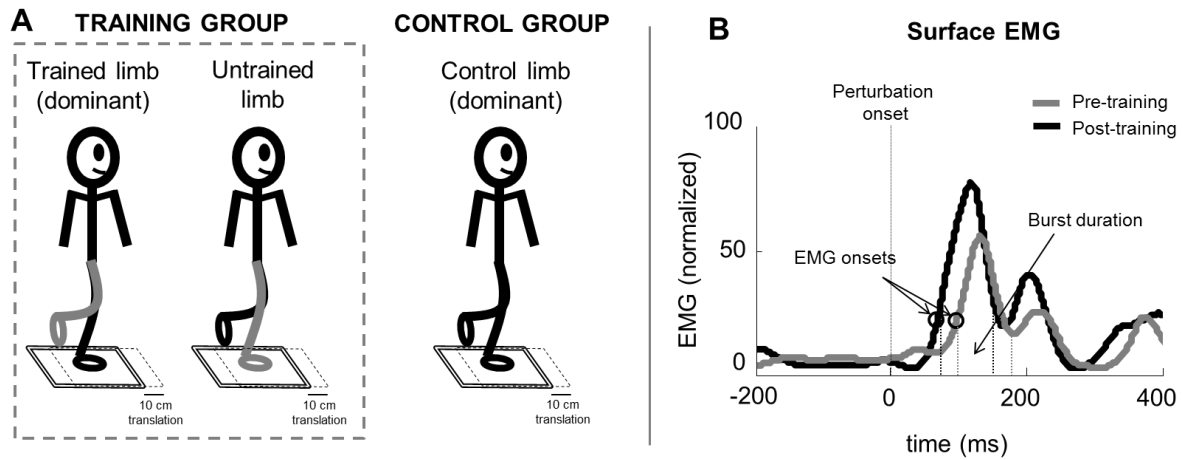 A
TRAINING GROUP
CONTROL GROUP
Trained limb
(dominant)
Untrained
limb
Control limb
(dominant)
10 cm
translation
10 cm
translation
10 cm
translation
B
Surface EMG
Perturbation
onset
Pre-training
Post-training
Burst duration
EMG onsets
EMG (normalized)
100
50
0
-200
0
200
400
time (ms)